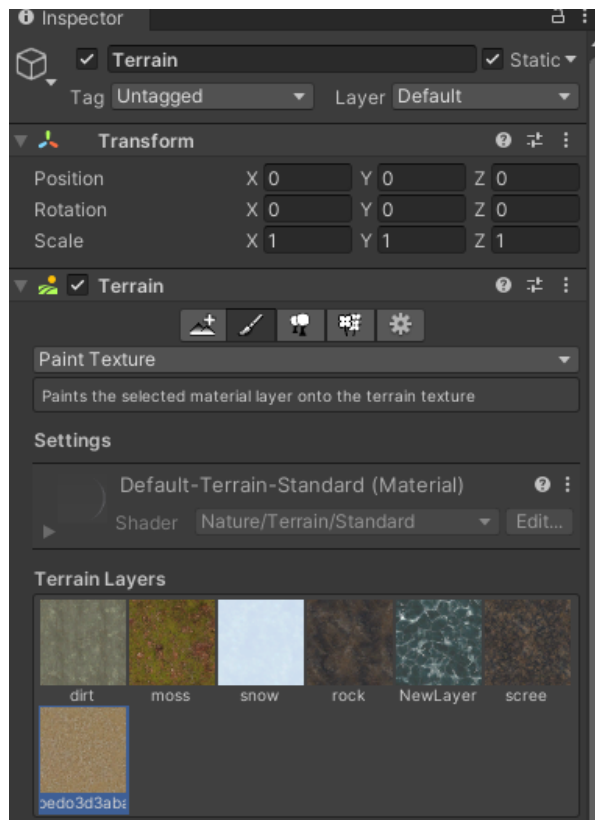 Inspector
Terrain
Static
Tag Untagged Layer Default
Transform
Position X 0 Y 0 Z 0
Rotation X 0 Y 0 Z 0
Scale X 1 Y 1 Z 1
Terrain
Paint Texture
Paints the selected material layer onto the terrain texture
Settings
Default-Terrain-Standard (Material)
Shader Nature/Terrain/Standard Edit...
Terrain Layers
dirt moss snow rock NewLayer scree